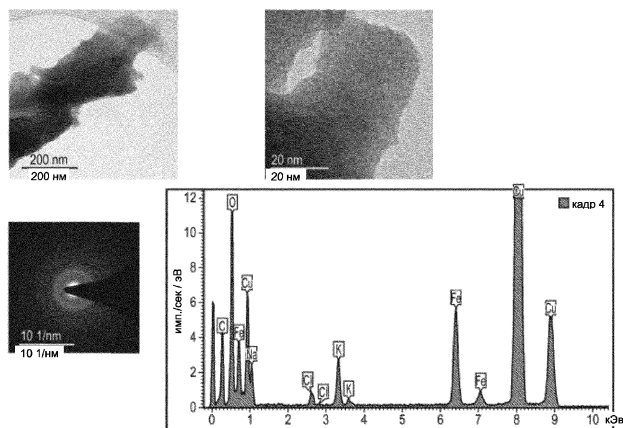 200 nm
200 нм
20 nm
20 нм
10 1/nm
10 1/нм
имп./сек / эВ
12
10
8
6
4
2
0
кадр 4
C
O
Fe
Cu
Na
Cl
Cl
K
K
Fe
Fe
Cu
Cu
0 1 2 3 4 5 6 7 8 9 10 кЭв